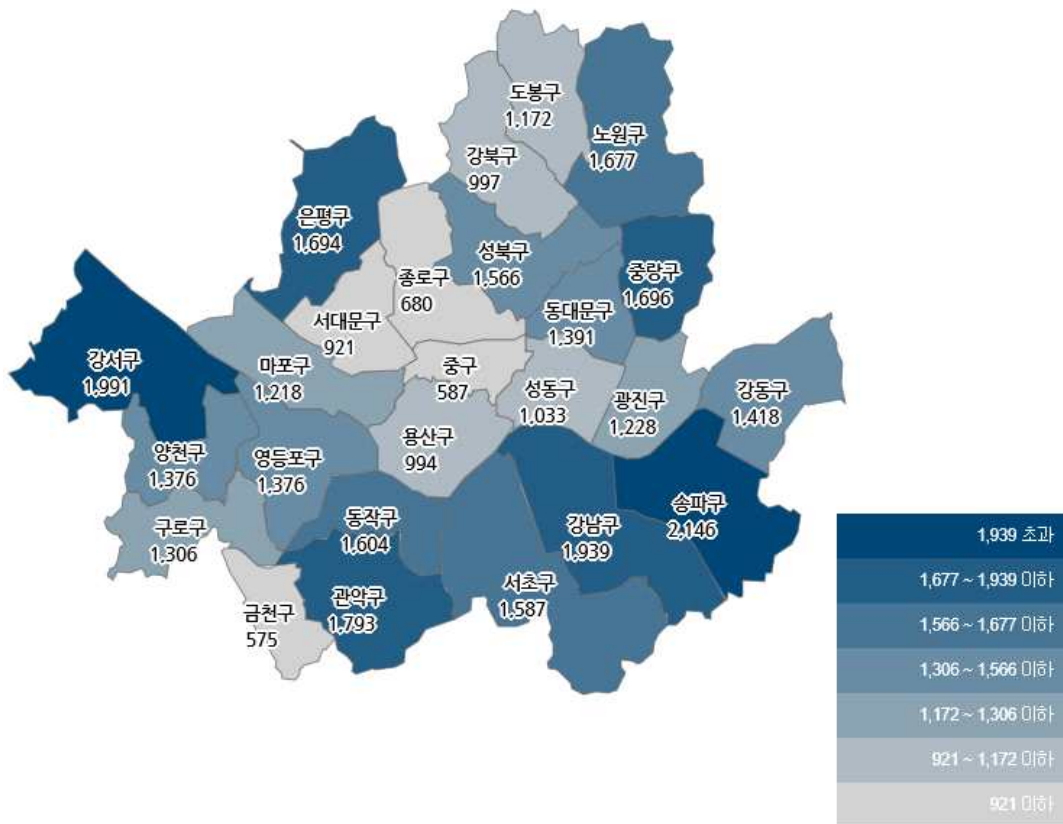 도봉구
1,172
노원구
1,677
강북구
997
은평구
1,694
성북구
1,566
중랑구
1,696
종로구
680
서대문구
921
동대문구
1,391
강서구
1,991
마포구
1,218
중구
587
성동구
1,033
광진구
1,228
강동구
1,418
용산구
994
양천구
1,376
영등포구
1,376
구로구
1,306
동작구
1,604
강남구
1,939
송파구
2,146
서초구
1,587
관악구
1,793
금천구
575
1,939 초과
1,677 ~ 1,939 이하
1,566 ~ 1,677 이하
1,306 ~ 1,566 이하
1,172 ~ 1,306 이하
921 ~ 1,172 이하
921 이하